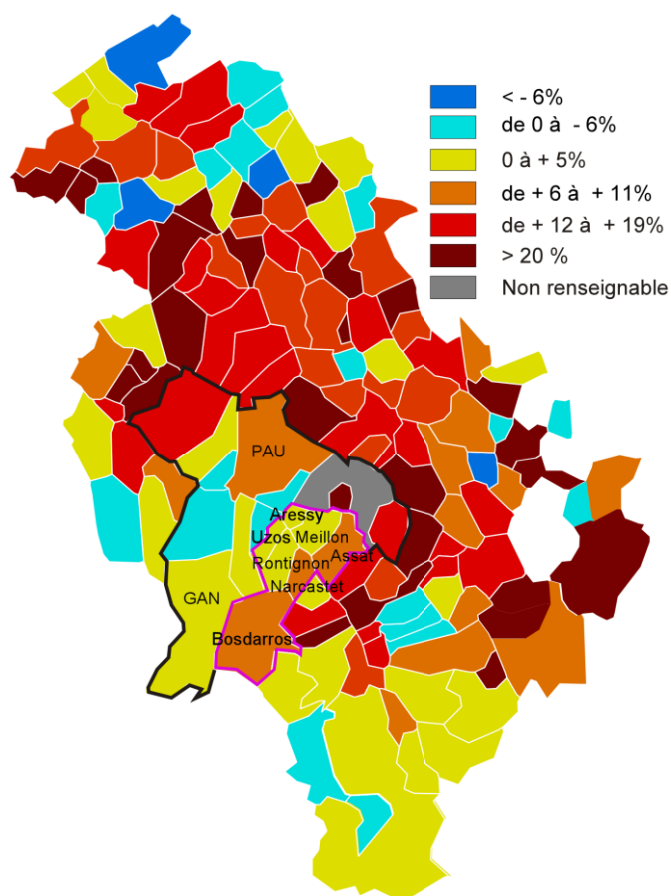 < - 6%
de 0 à - 6%
0 à + 5%
de + 6 à + 11%
de + 12 à + 19%
> 20 %
Non renseignable
PAU
Aressy
Uzos Meillon
Assat
Rontignon
Narcastet
GAN
Bosdarros